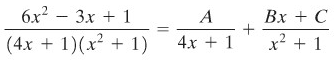 (6x² − 3x + 1)/((4x + 1)(x² + 1)) = A/(4x + 1) + (Bx + C)/(x² + 1)